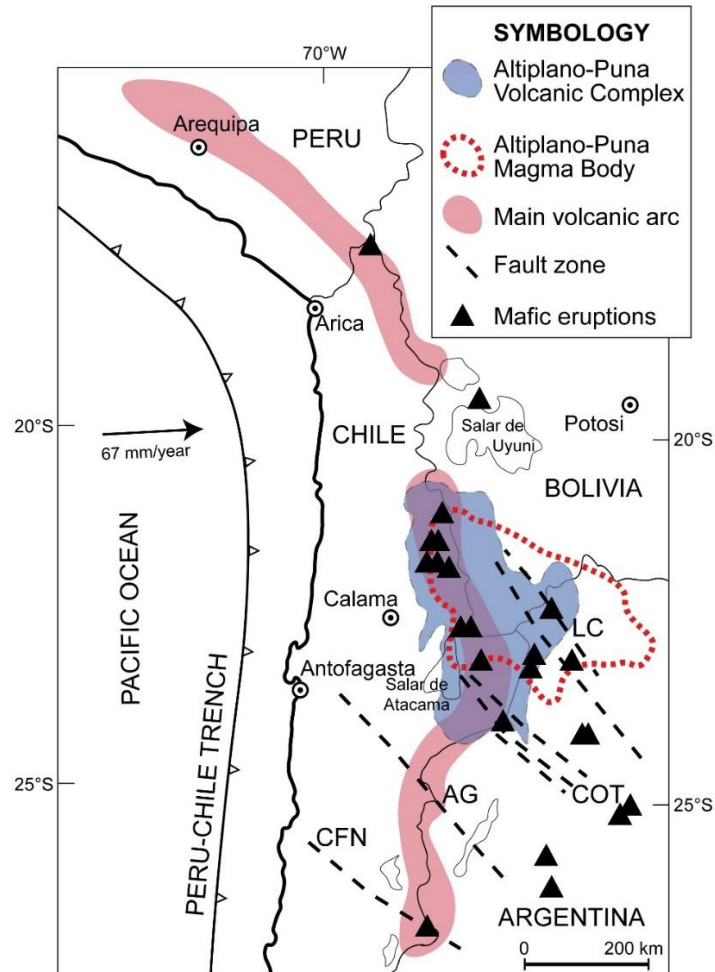 70°W
SYMBOLOGY
Altiplano-Puna
Volcanic Complex
Altiplano-Puna
Magma Body
Main volcanic arc
Fault zone
Mafic eruptions
Arequipa
PERU
Arica
20°S
67 mm/year
CHILE
Salar de
Uyuni
Potosi
20°S
BOLIVIA
PACIFIC OCEAN
PERU-CHILE TRENCH
Calama
LC
Antofagasta
Salar de
Atacama
25°S
AG
COT
25°S
CFN
ARGENTINA
0 200 km